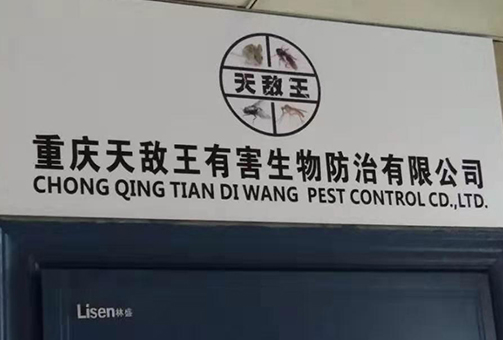 天敌王
重庆天敌王有害生物防治有限公司
CHONG QING TIAN DI WANG PEST CONTROL CD.,LTD.
Lisen林盛